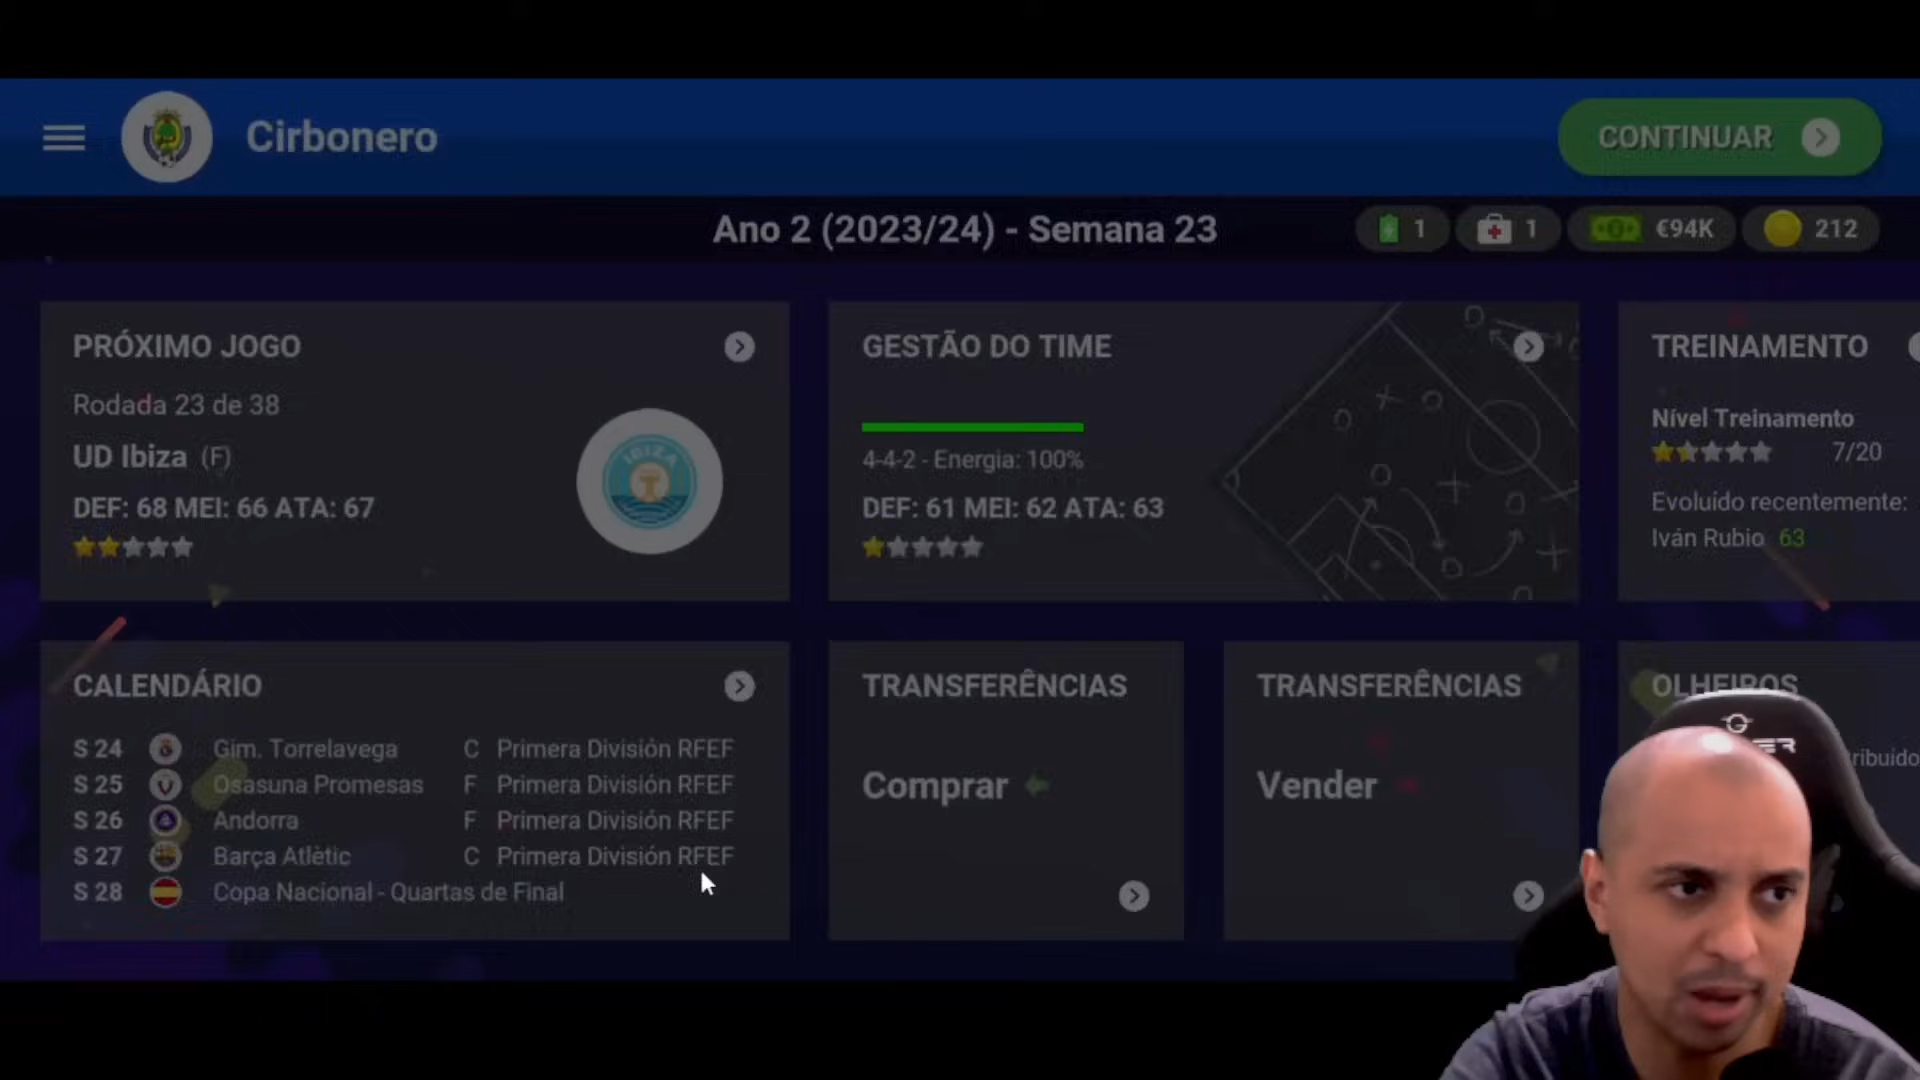 Cirbonero
CONTINUAR
Ano 2 (2023/24) - Semana 23
1
1
€94K
212
PRÓXIMO JOGO
Rodada 23 de 38
UD Ibiza (F)
DEF: 68 MEI: 66 ATA: 67
IBIZA
GESTÃO DO TIME
4-4-2 - Energia: 100%
DEF: 61 MEI: 62 ATA: 63
TREINAMENTO
Nível Treinamento
7/20
Evoluído recentemente:
Iván Rubio 63
CALENDÁRIO
S 24 Gim. Torrelavega C Primera División RFEF
S 25 Osasuna Promesas F Primera División RFEF
S 26 Andorra F Primera División RFEF
S 27 Barça Atlètic C Primera División RFEF
S 28 Copa Nacional - Quartas de Final
TRANSFERÊNCIAS
Comprar
TRANSFERÊNCIAS
Vender
OLHEIROS